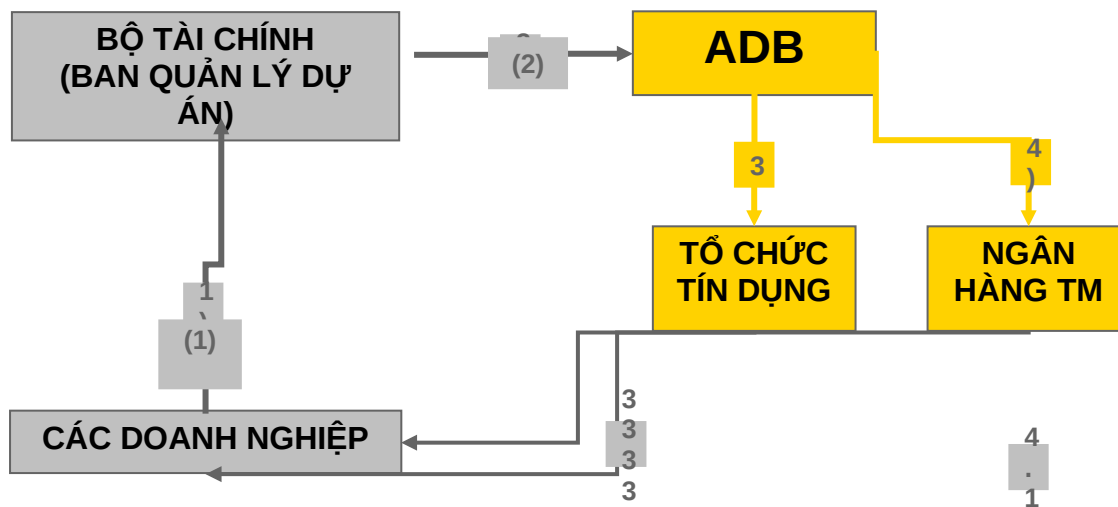 BỘ TÀI CHÍNH
(BAN QUẢN LÝ DỰ
ÁN)
(2)
ADB
3
4
)
TỔ CHỨC
TÍN DỤNG
NGÂN
HÀNG TM
1
)
(1)
CÁC DOANH NGHIỆP
3
3
3
3
4
.
1